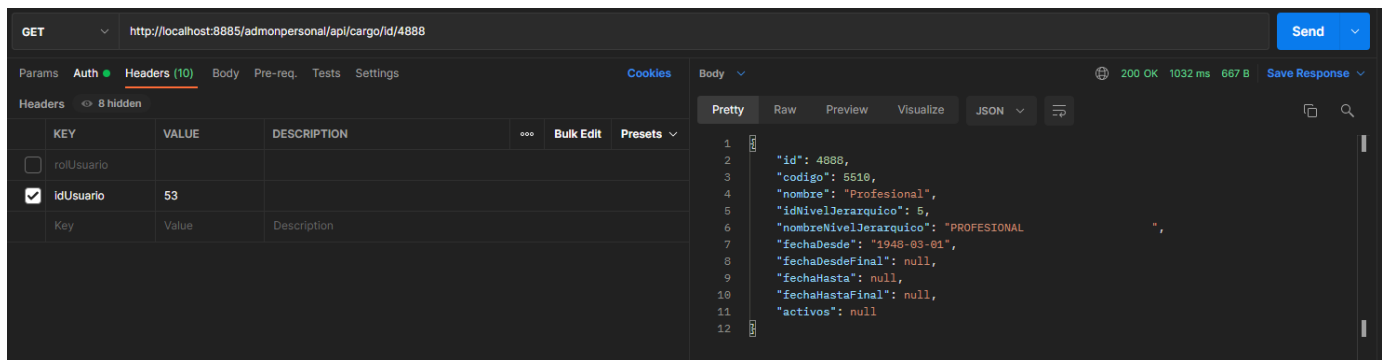 GET http://localhost:8885/admonpersonal/api/cargo/id/4888 Send
Params Auth Headers (10) Body Pre-req. Tests Settings Cookies
Headers 8 hidden
KEY VALUE DESCRIPTION ooo Bulk Edit Presets
rolUsuario
idUsuario 53
Key Value Description
Body 200 OK 1032 ms 667 B Save Response
Pretty Raw Preview Visualize JSON
1 {
2 "id": 4888,
3 "codigo": 5510,
4 "nombre": "Profesional",
5 "idNivelJerarquico": 5,
6 "nombreNivelJerarquico": "PROFESIONAL                    ",
7 "fechaDesde": "1948-03-01",
8 "fechaDesdeFinal": null,
9 "fechaHasta": null,
10 "fechaHastaFinal": null,
11 "activos": null
12 }